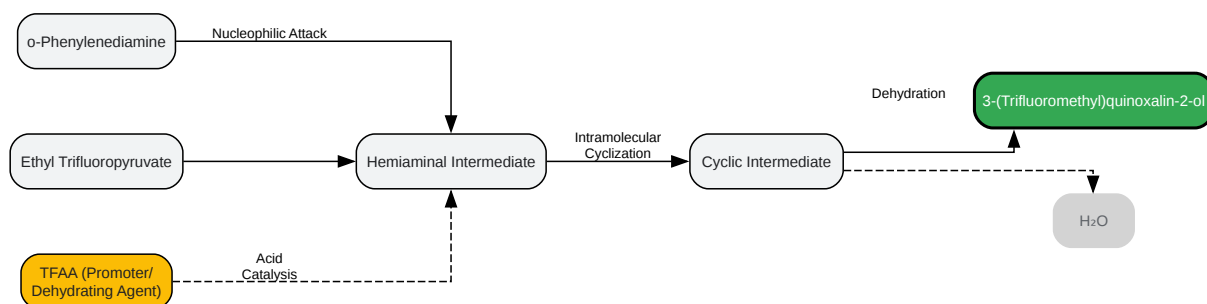 o-Phenylenediamine
Nucleophilic Attack
Dehydration
3-(Trifluoromethyl)quinoxalin-2-ol
Ethyl Trifluoropyruvate
Hemiaminal Intermediate
Intramolecular
Cyclization
Cyclic Intermediate
H₂O
TFAA (Promoter/
Dehydrating Agent)
Acid
Catalysis